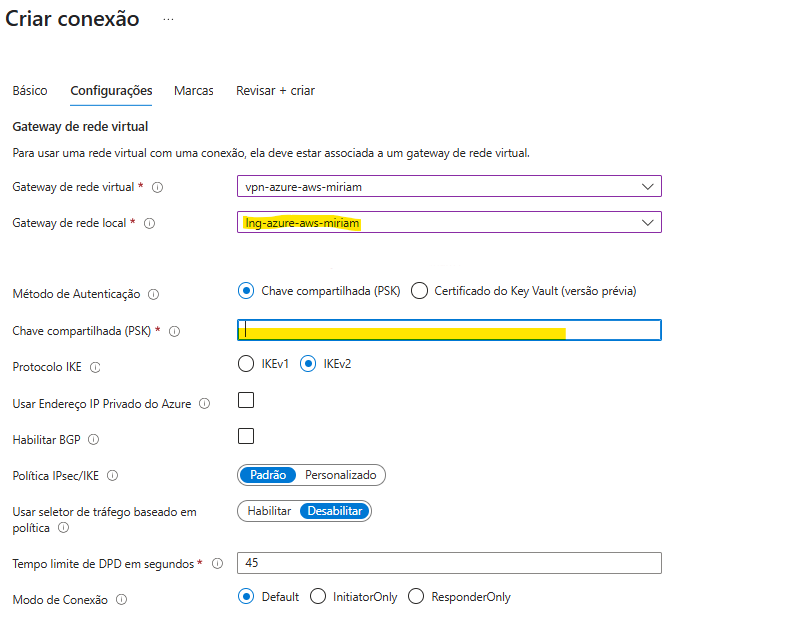 Criar conexão ...
Básico Configurações Marcas Revisar + criar
Gateway de rede virtual
Para usar uma rede virtual com uma conexão, ela deve estar associada a um gateway de rede virtual.
Gateway de rede virtual * vpn-azure-aws-miriam
Gateway de rede local * lng-azure-aws-miriam
Método de Autenticação Chave compartilhada (PSK) Certificado do Key Vault (versão prévia)
Chave compartilhada (PSK) *
Protocolo IKE IKEv1 IKEv2
Usar Endereço IP Privado do Azure
Habilitar BGP
Política IPsec/IKE Padrão Personalizado
Usar seletor de tráfego baseado em Habilitar Desabilitar
política
Tempo limite de DPD em segundos * 45
Modo de Conexão Default InitiatorOnly ResponderOnly